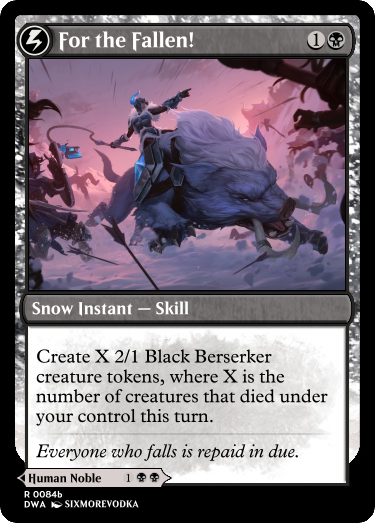 For the Fallen! 1
Snow Instant — Skill
Create X 2/1 Black Berserker
creature tokens, where X is the
number of creatures that died under
your control this turn.
Everyone who falls is repaid in due.
Human Noble 1
R 0084b
DWA SIXMOREVODKA